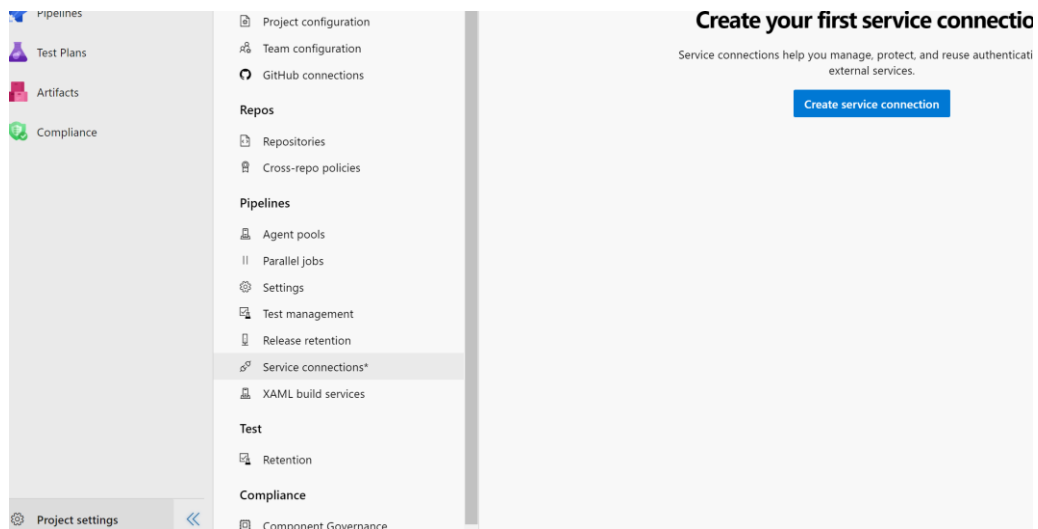 Pipelines
Test Plans
Artifacts
Compliance
Project settings
Project configuration
Team configuration
GitHub connections
Repos
Repositories
Cross-repo policies
Pipelines
Agent pools
Parallel jobs
Settings
Test management
Release retention
Service connections*
XAML build services
Test
Retention
Compliance
Component Governance
Create your first service connectio
Service connections help you manage, protect, and reuse authenticati
external services.
Create service connection